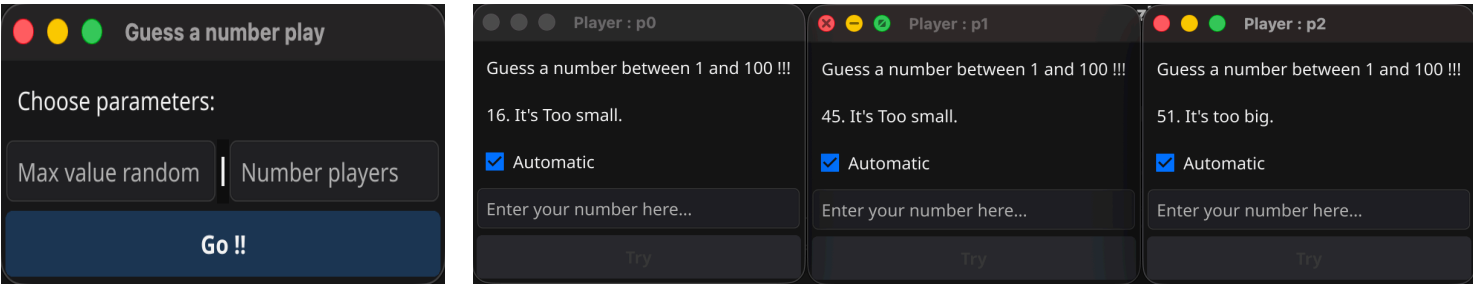 Guess a number play
Choose parameters:
Max value random | Number players
Go !!
Player : p0
Guess a number between 1 and 100 !!!
16. It's Too small.
Automatic
Enter your number here...
Try
Player : p1
Guess a number between 1 and 100 !!!
45. It's Too small.
Automatic
Enter your number here...
Try
Player : p2
Guess a number between 1 and 100 !!!
51. It's too big.
Automatic
Enter your number here...
Try